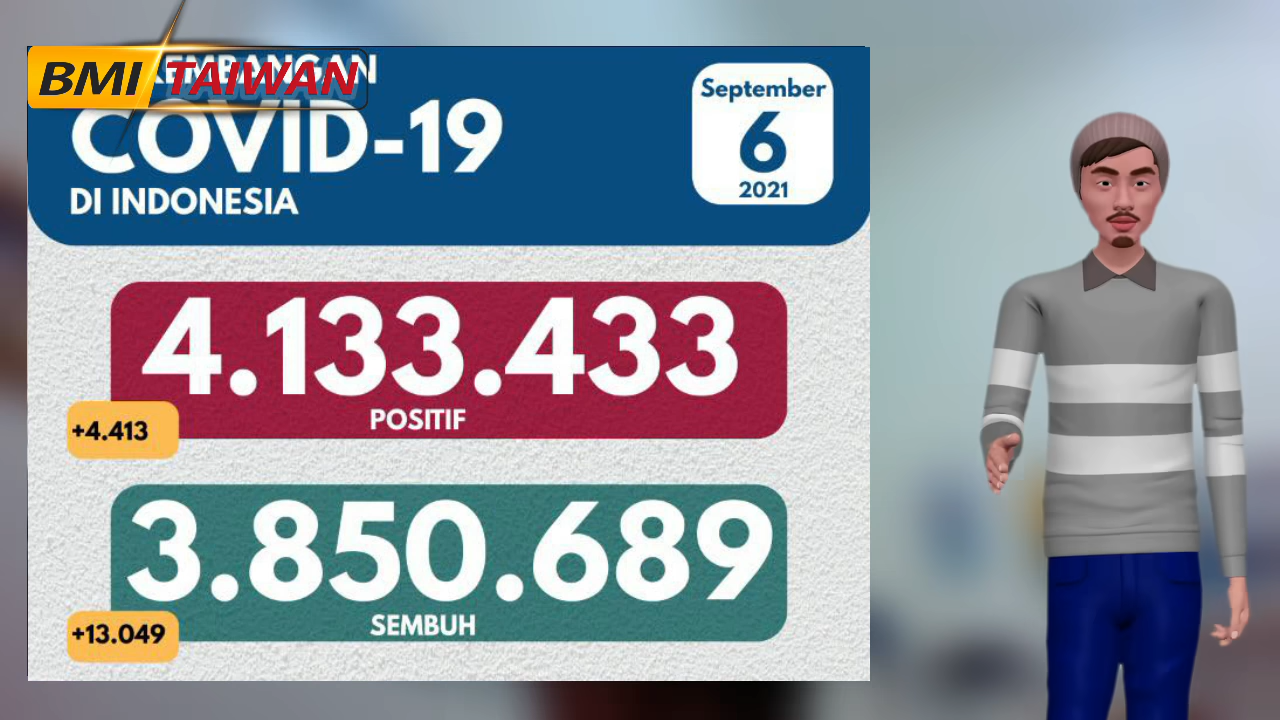 BMI TAIWAN
EMBANGAN
COVID-19
DI INDONESIA
September
6
2021
4.133.433
POSITIF
+4.413
3.850.689
SEMBUH
+13.049